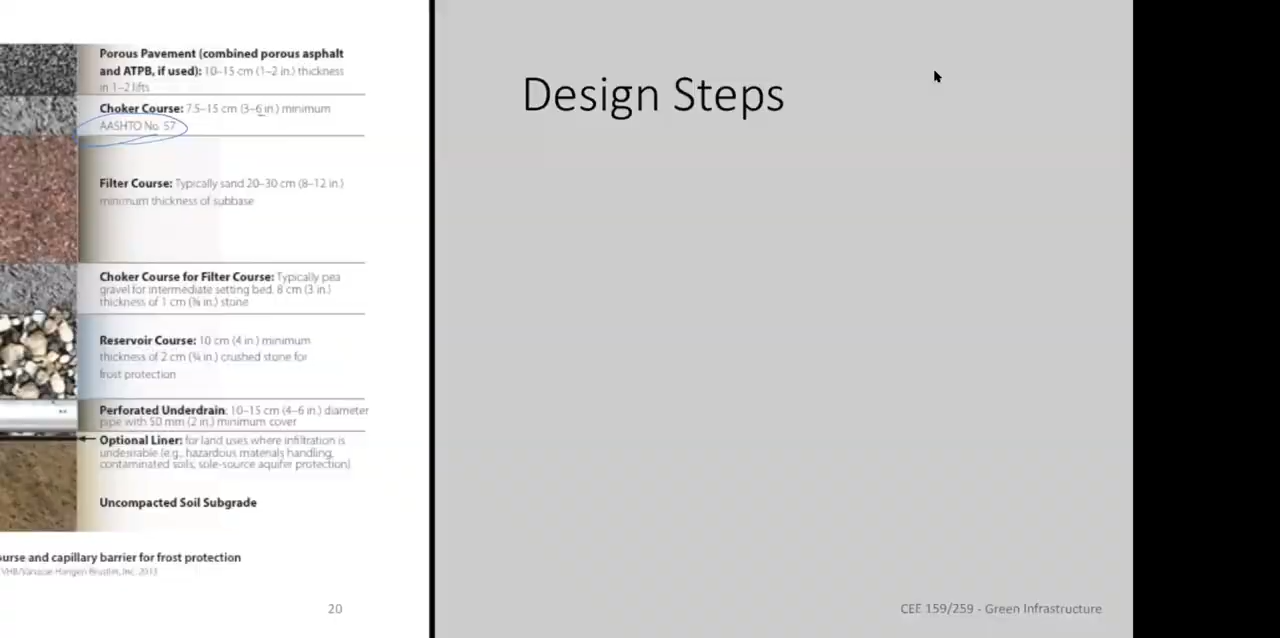 Porous Pavement (combined porous asphalt
and ATPB, if used): 10–15 cm (1–2 in.) thickness
in 1–2 lifts
Choker Course: 7.5–15 cm (3–6 in.) minimum
AASHTO No. 57
Filter Course: Typically sand 20–30 cm (8–12 in.)
minimum thickness of subbase
Choker Course for Filter Course: Typically pea
gravel for intermediate setting bed. 8 cm (3 in.)
thickness of 1 cm (⅜ in.) stone
Reservoir Course: 10 cm (4 in.) minimum
thickness of 2 cm (¾ in.) crushed stone for
frost protection
Perforated Underdrain: 10–15 cm (4–6 in.) diameter
pipe with 50 mm (2 in.) minimum cover
Optional Liner: for land uses where infiltration is
undesirable (e.g., hazardous materials handling,
contaminated soils, sole-source aquifer protection)
Uncompacted Soil Subgrade
ourse and capillary barrier for frost protection
VHB/Vanasse Hangen Brustlin, Inc. 2013
20
Design Steps
CEE 159/259 - Green Infrastructure